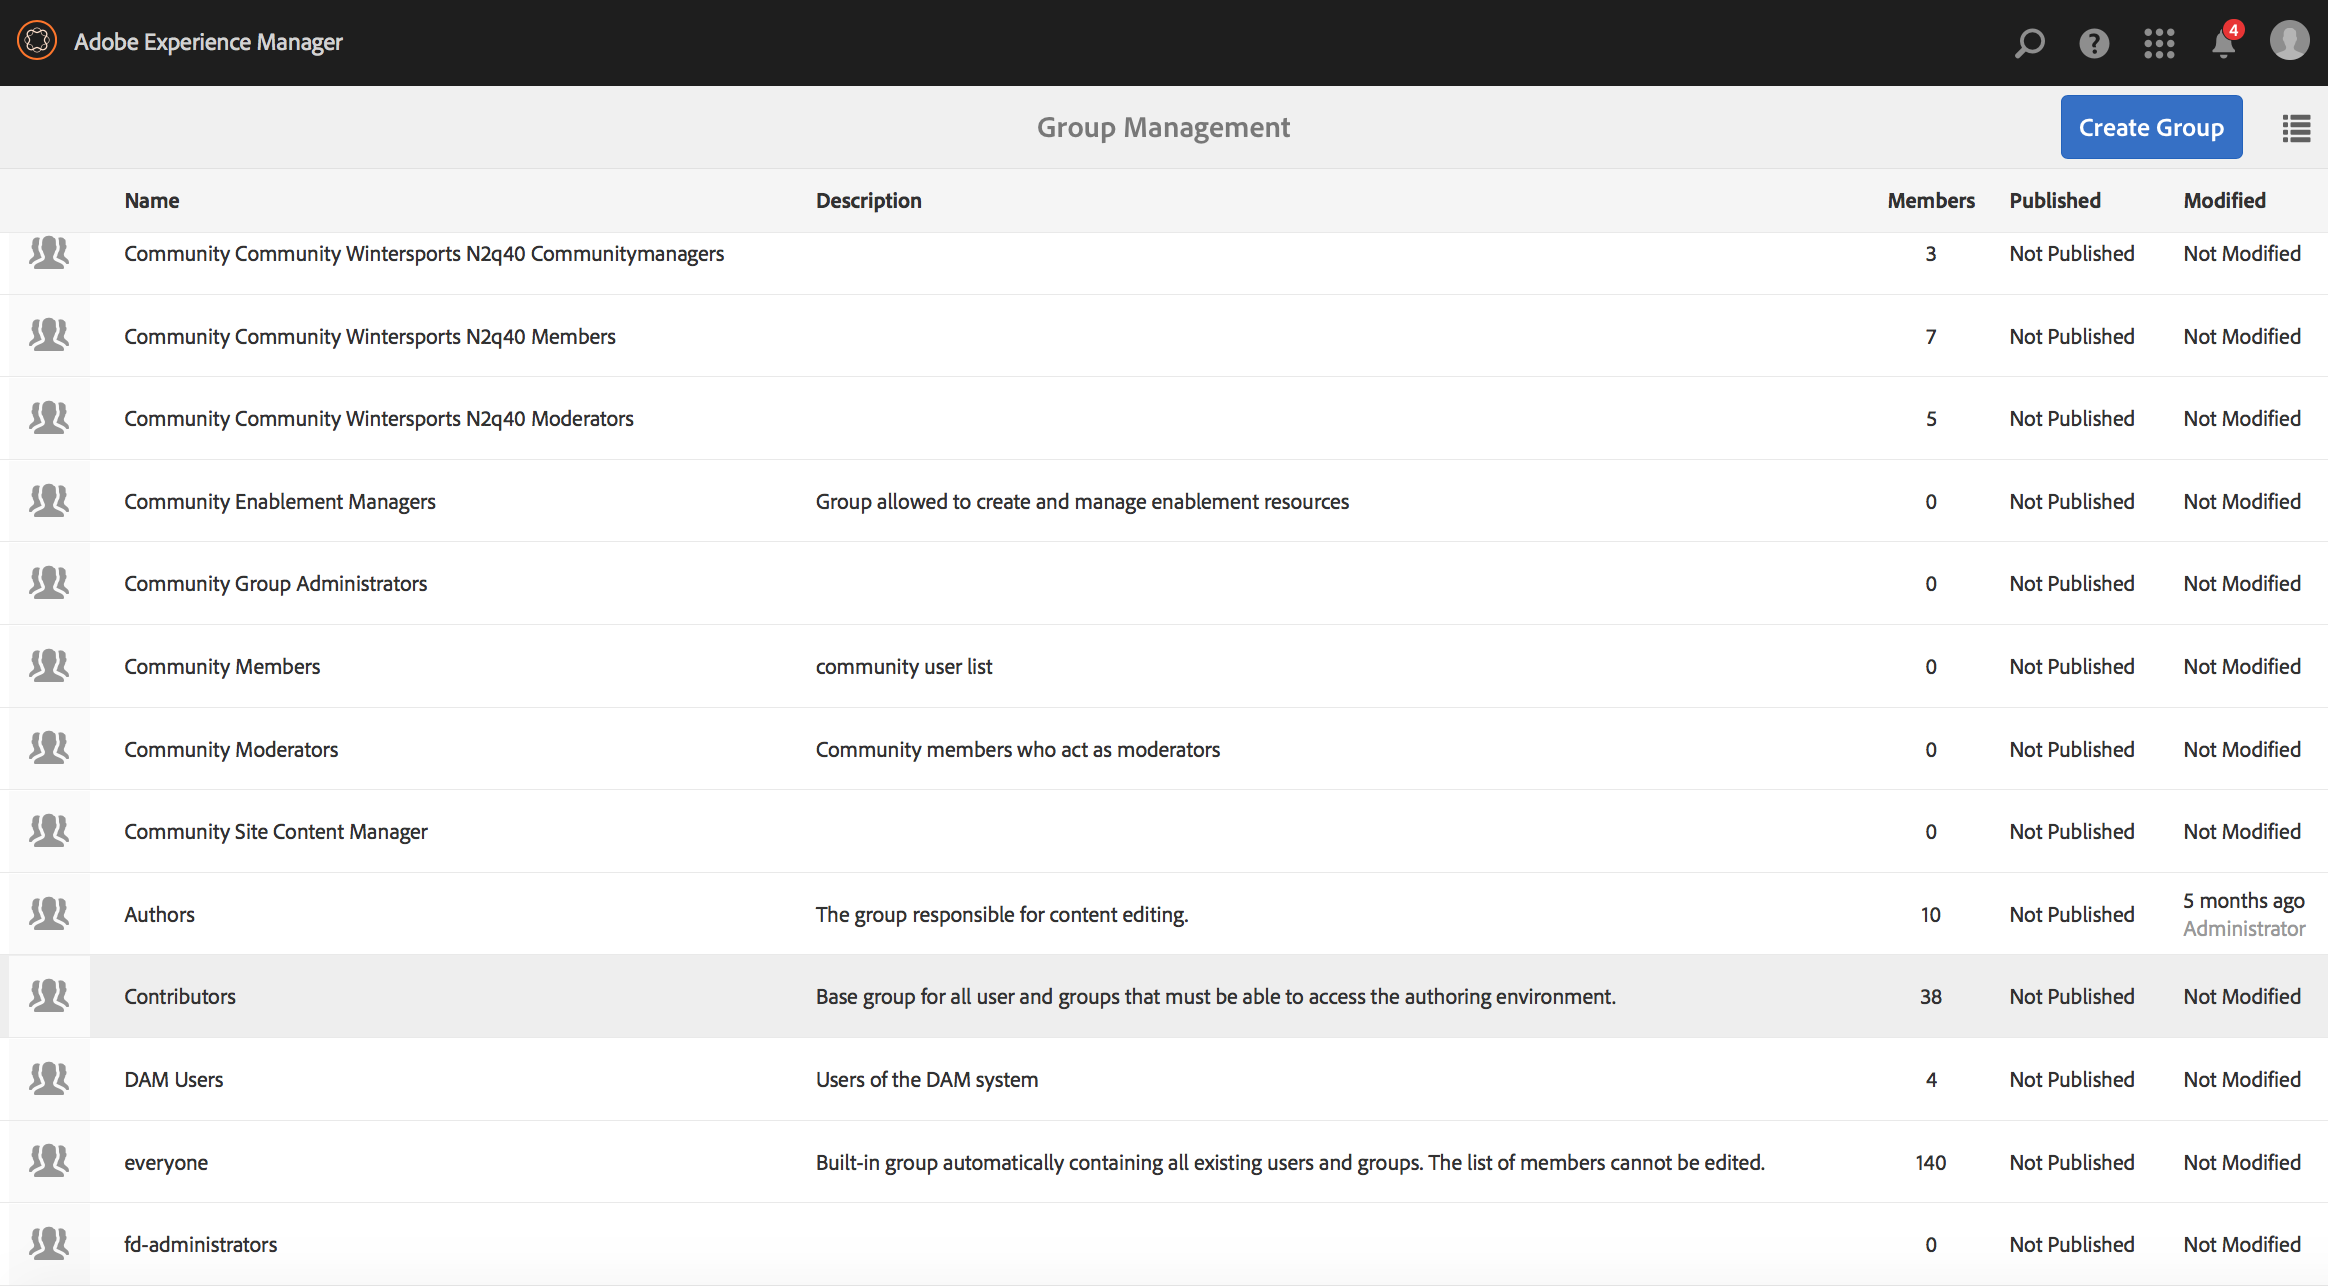 Adobe Experience Manager
4
Group Management
Create Group
Name Description Members Published Modified
Community Community Wintersports N2q40 Communitymanagers 3 Not Published Not Modified
Community Community Wintersports N2q40 Members 7 Not Published Not Modified
Community Community Wintersports N2q40 Moderators 5 Not Published Not Modified
Community Enablement Managers Group allowed to create and manage enablement resources 0 Not Published Not Modified
Community Group Administrators 0 Not Published Not Modified
Community Members community user list 0 Not Published Not Modified
Community Moderators Community members who act as moderators 0 Not Published Not Modified
Community Site Content Manager 0 Not Published Not Modified
Authors The group responsible for content editing. 10 Not Published 5 months ago
Administrator
Contributors Base group for all user and groups that must be able to access the authoring environment. 38 Not Published Not Modified
DAM Users Users of the DAM system 4 Not Published Not Modified
everyone Built-in group automatically containing all existing users and groups. The list of members cannot be edited. 140 Not Published Not Modified
fd-administrators 0 Not Published Not Modified